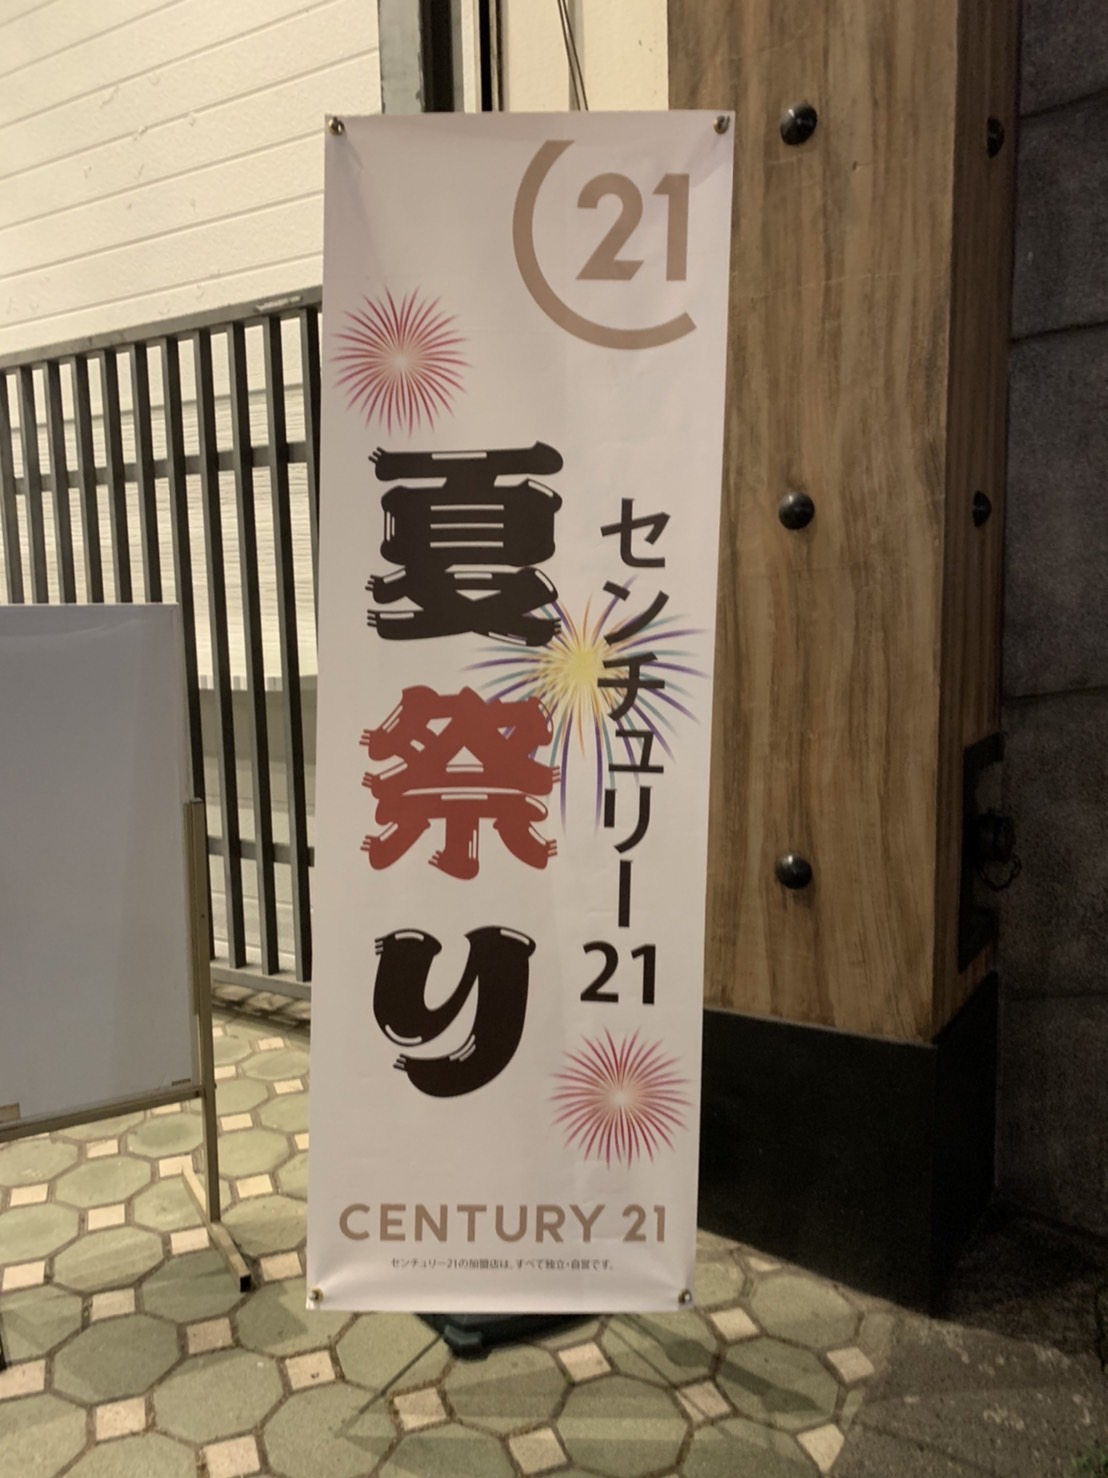 C21
センチュリー21
夏祭り
CENTURY 21
センチュリー21の加盟店は、すべて独立・自営です。